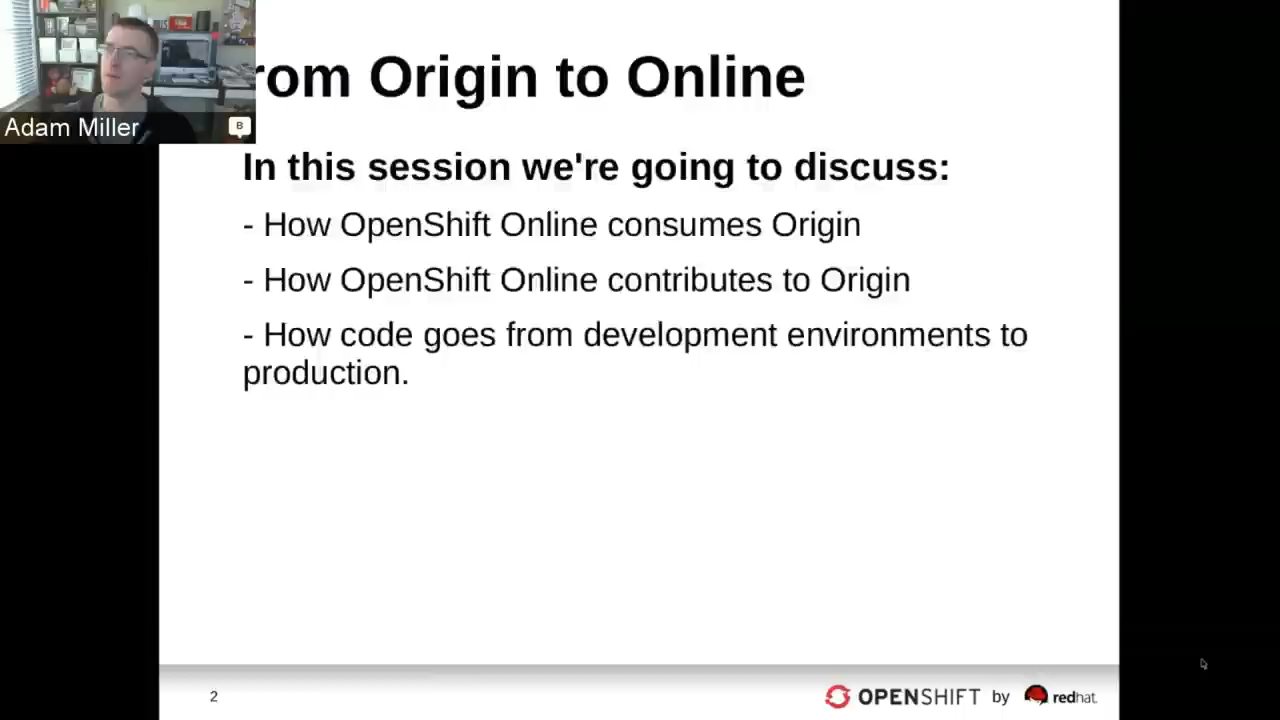 rom Origin to Online
Adam Miller
In this session we're going to discuss:
- How OpenShift Online consumes Origin
- How OpenShift Online contributes to Origin
- How code goes from development environments to
production.
2
OPENSHIFT by redhat.